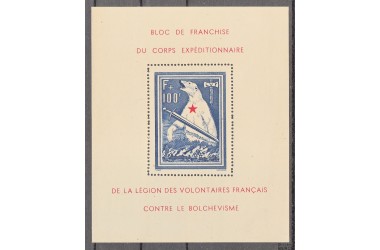 BLOC DE FRANCHISE
DU CORPS EXPÉDITIONNAIRE
F+
100F
DE LA LÉGION DES VOLONTAIRES FRANÇAIS
CONTRE LE BOLCHEVISME